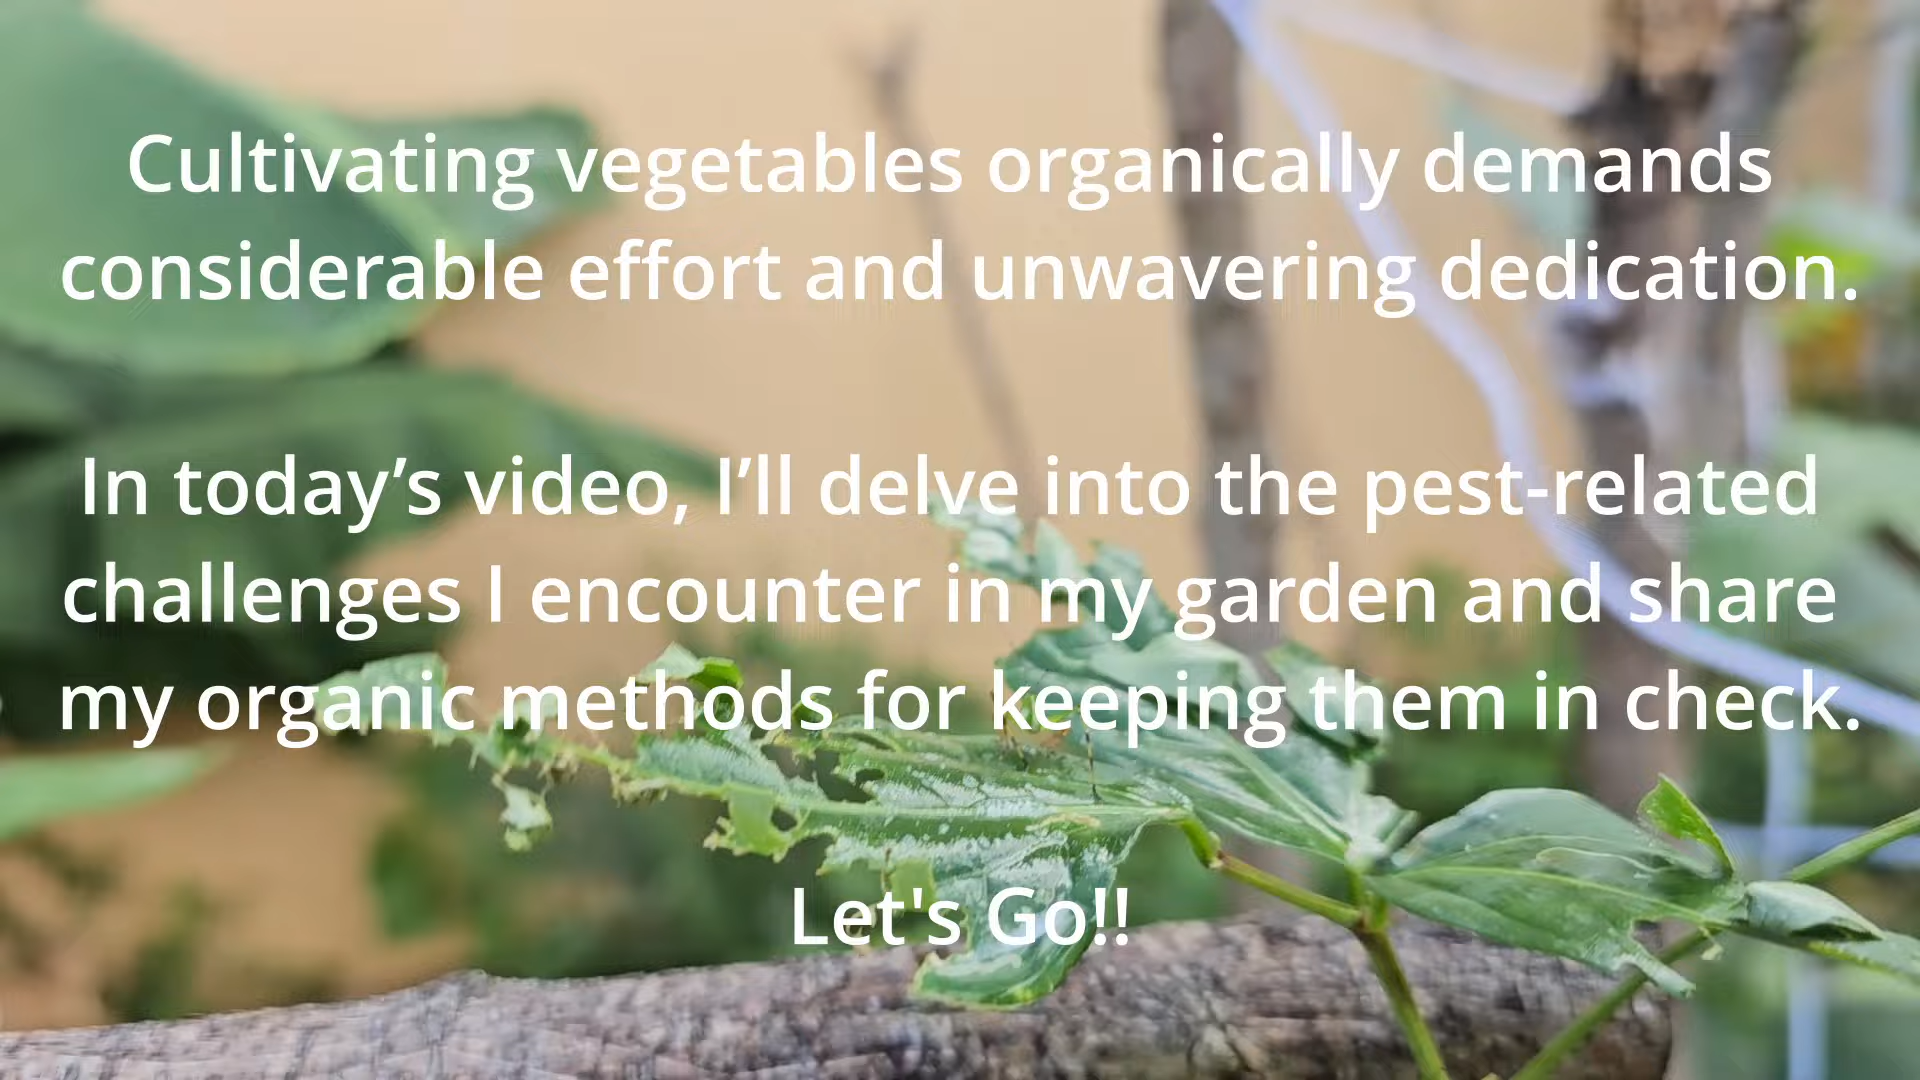 Cultivating vegetables organically demands
considerable effort and unwavering dedication.
In today’s video, I’ll delve into the pest-related
challenges I encounter in my garden and share
my organic methods for keeping them in check.
Let's Go!!